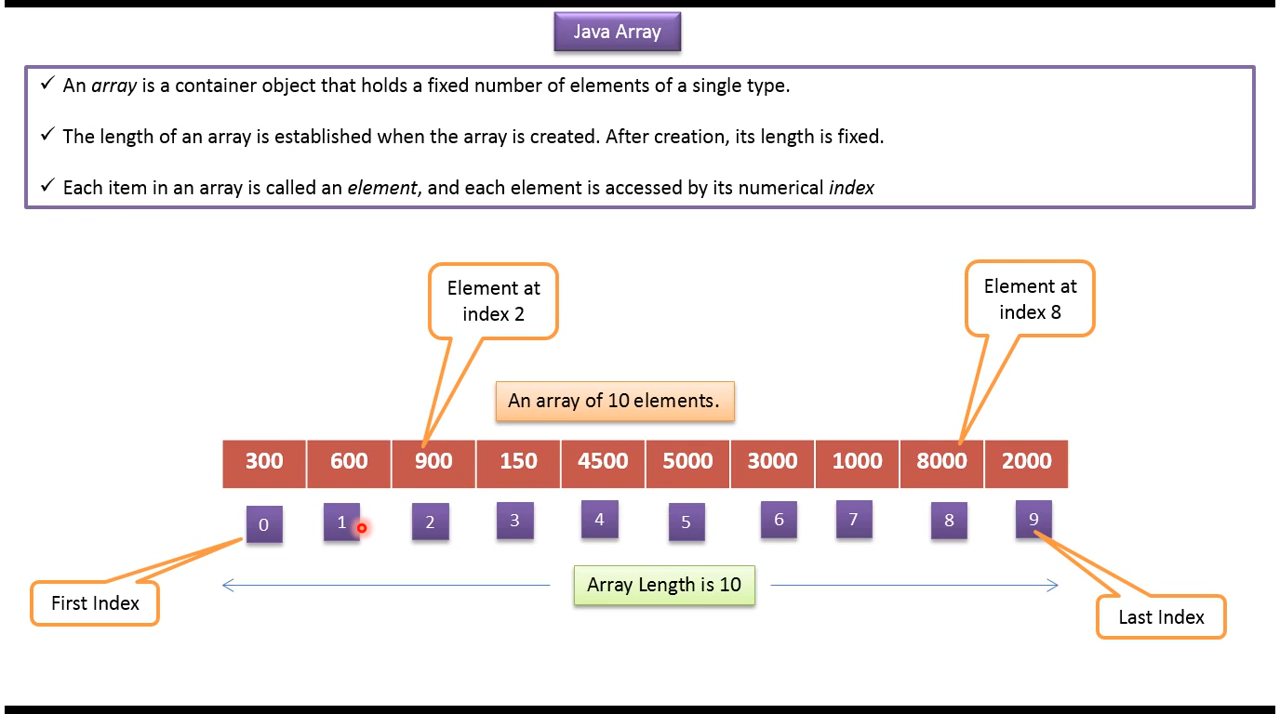 Java Array
✓ An array is a container object that holds a fixed number of elements of a single type.
✓ The length of an array is established when the array is created. After creation, its length is fixed.
✓ Each item in an array is called an element, and each element is accessed by its numerical index
Element at
index 2
Element at
index 8
An array of 10 elements.
300 600 900 150 4500 5000 3000 1000 8000 2000
0 1 2 3 4 5 6 7 8 9
First Index
Array Length is 10
Last Index